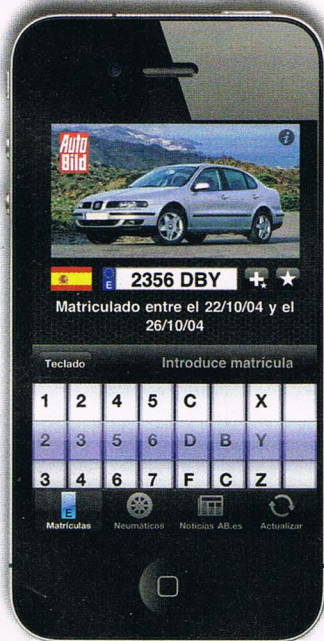 Auto
Bild
i
E 2356 DBY
Matriculado entre el 22/10/04 y el
26/10/04
Teclado Introduce matrícula
1 2 4 5 C X
2 3 5 6 D B Y
3 4 6 7 F C Z
E
Matrículas Neumáticos Noticias AB.es Actualizar